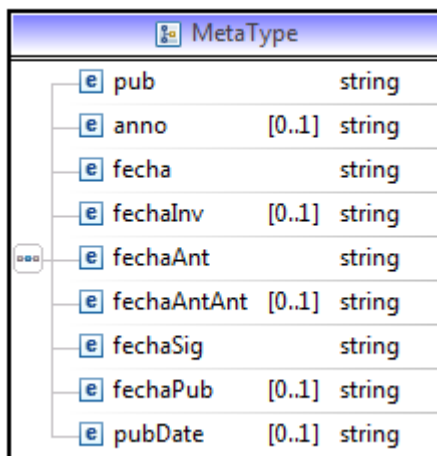 MetaType
e pub string
e anno [0..1] string
e fecha string
e fechaInv [0..1] string
e fechaAnt string
e fechaAntAnt [0..1] string
e fechaSig string
e fechaPub [0..1] string
e pubDate [0..1] string